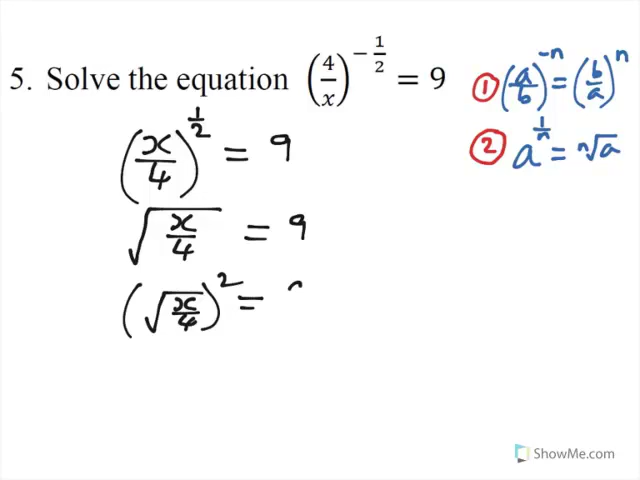 5. Solve the equation (4/x)^(-1/2) = 9
① (a/b)^(-n) = (b/a)^n
② a^(1/n) = ⁿ√a
(x/4)^(1/2) = 9
√(x/4) = 9
(√(x/4))^2 =
ShowMe.com